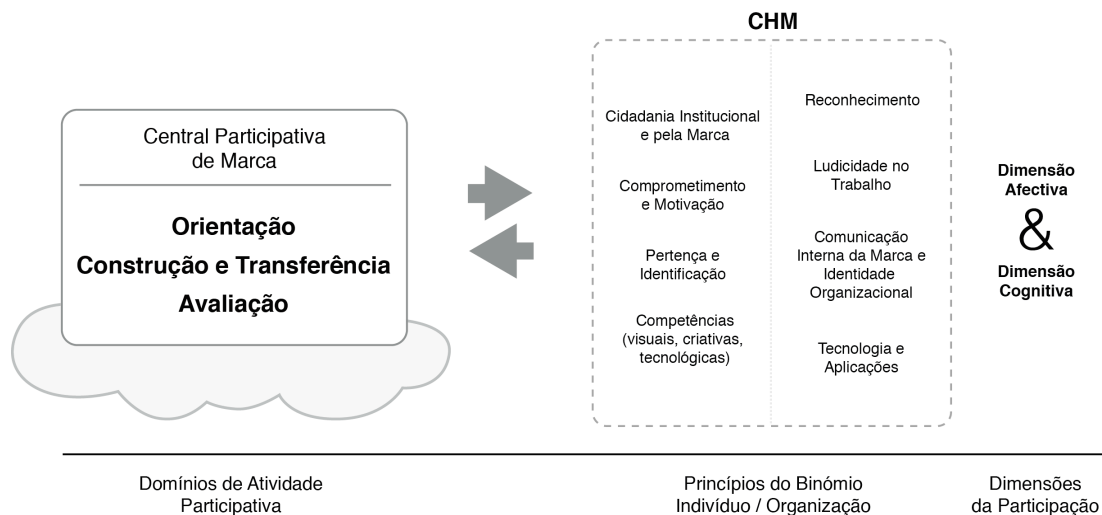 CHM
Central Participativa
de Marca
Orientação
Construção e Transferência
Avaliação
Cidadania Institucional
e pela Marca
Comprometimento
e Motivação
Pertença e
Identificação
Competências
(visuais, criativas,
tecnológicas)
Reconhecimento
Ludicidade no
Trabalho
Comunicação
Interna da Marca e
Identidade
Organizacional
Tecnologia e
Aplicações
Dimensão
Afectiva
&
Dimensão
Cognitiva
Domínios de Atividade
Participativa
Princípios do Binómio
Indivíduo / Organização
Dimensões
da Participação